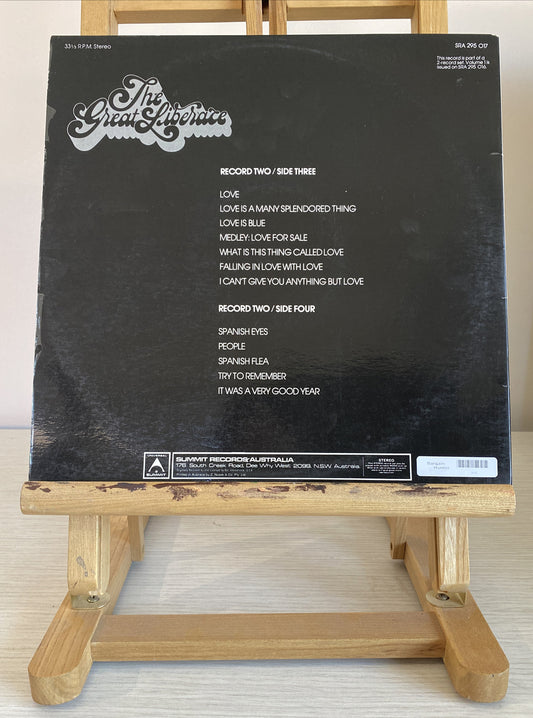 33⅓ R.P.M. Stereo
SRA 295 017
This record is part of a
2 record set. Volume 1 is
issued on SRA 295 016.
The
Great Liberace
RECORD TWO / SIDE THREE
LOVE
LOVE IS A MANY SPLENDORED THING
LOVE IS BLUE
MEDLEY: LOVE FOR SALE
WHAT IS THIS THING CALLED LOVE
FALLING IN LOVE WITH LOVE
I CAN'T GIVE YOU ANYTHING BUT LOVE
RECORD TWO / SIDE FOUR
SPANISH EYES
PEOPLE
SPANISH FLEA
TRY TO REMEMBER
IT WAS A VERY GOOD YEAR
UNIVERSAL
SUMMIT
SUMMIT RECORDS·AUSTRALIA
176 South Creek Road, Dee Why West. 2099. N.S.W. Australia.
STEREO
Bargain
Hunter